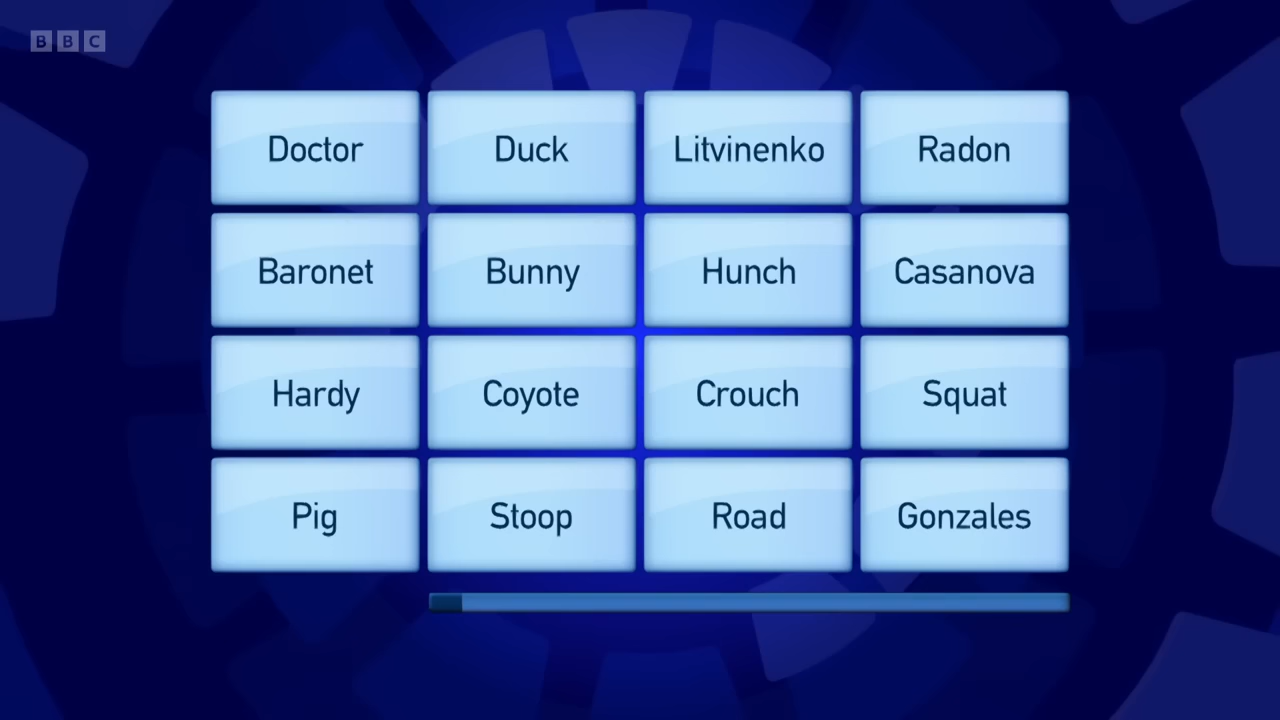 BBC
Doctor
Duck
Litvinenko
Radon
Baronet
Bunny
Hunch
Casanova
Hardy
Coyote
Crouch
Squat
Pig
Stoop
Road
Gonzales